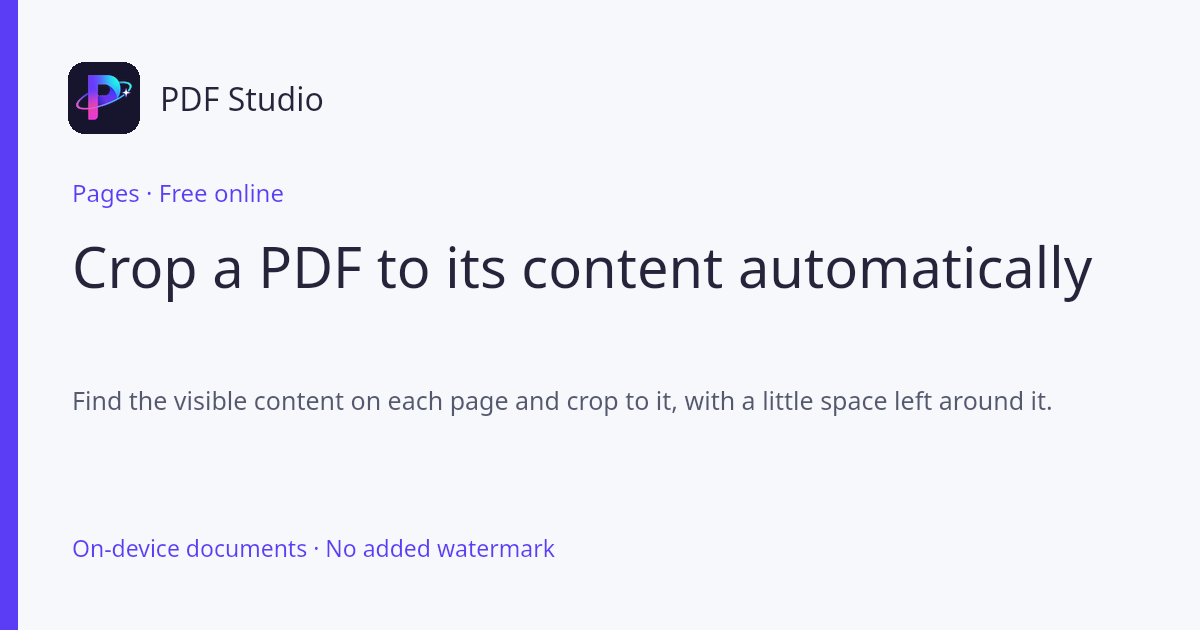 PDF Studio
Pages · Free online
Crop a PDF to its content automatically
Find the visible content on each page and crop to it, with a little space left around it.
On-device documents · No added watermark